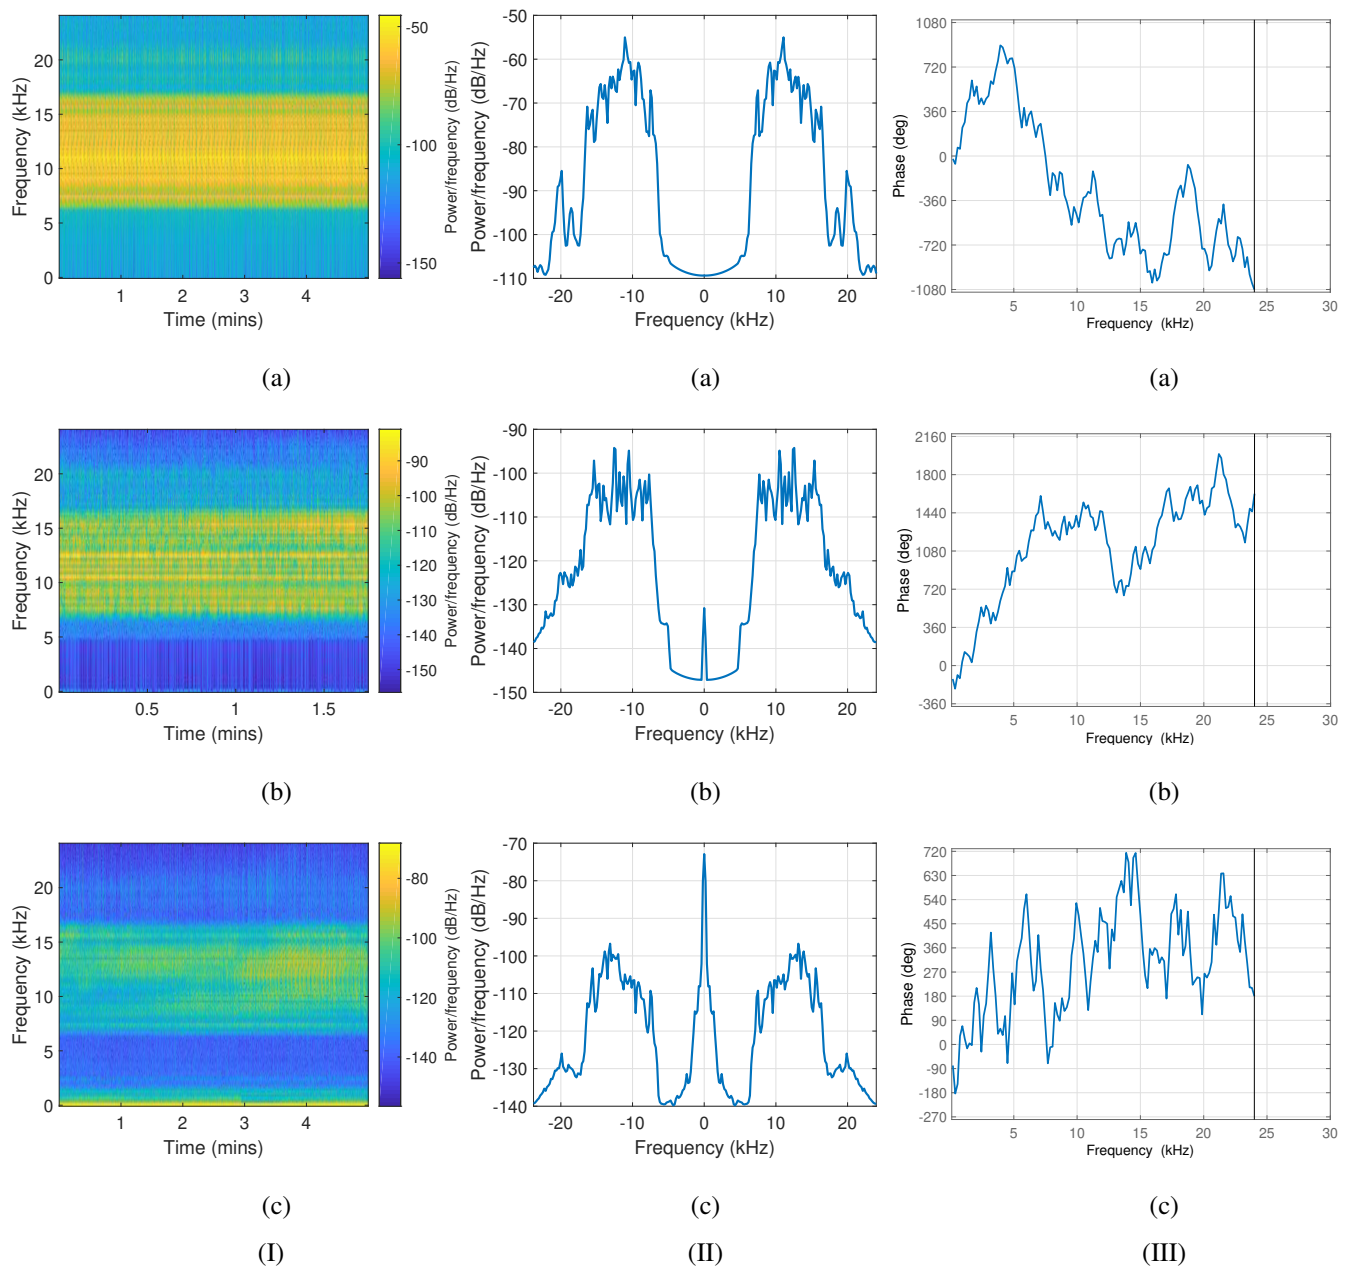 20
15
10
5
0
1 2 3 4
Time (mins)
Frequency (kHz)
-50
-100
-150
Power/frequency (dB/Hz)
(a)
-50
-60
-70
-80
-90
-100
-110
-20 -10 0 10 20
Frequency (kHz)
Power/frequency (dB/Hz)
(a)
1080
720
360
0
-360
-720
-1080
5 10 15 20 25 30
Frequency (kHz)
Phase (deg)
(a)
20
15
10
5
0
0.5 1 1.5
Time (mins)
Frequency (kHz)
-90
-100
-110
-120
-130
-140
-150
Power/frequency (dB/Hz)
(b)
-90
-100
-110
-120
-130
-140
-150
-20 -10 0 10 20
Frequency (kHz)
Power/frequency (dB/Hz)
(b)
2160
1800
1440
1080
720
360
0
-360
5 10 15 20 25 30
Frequency (kHz)
Phase (deg)
(b)
20
15
10
5
0
1 2 3 4
Time (mins)
Frequency (kHz)
-80
-100
-120
-140
Power/frequency (dB/Hz)
(c)
-70
-80
-90
-100
-110
-120
-130
-140
-20 -10 0 10 20
Frequency (kHz)
Power/frequency (dB/Hz)
(c)
720
630
540
450
360
270
180
90
0
-90
-180
-270
5 10 15 20 25 30
Frequency (kHz)
Phase (deg)
(c)
(I) (II) (III)